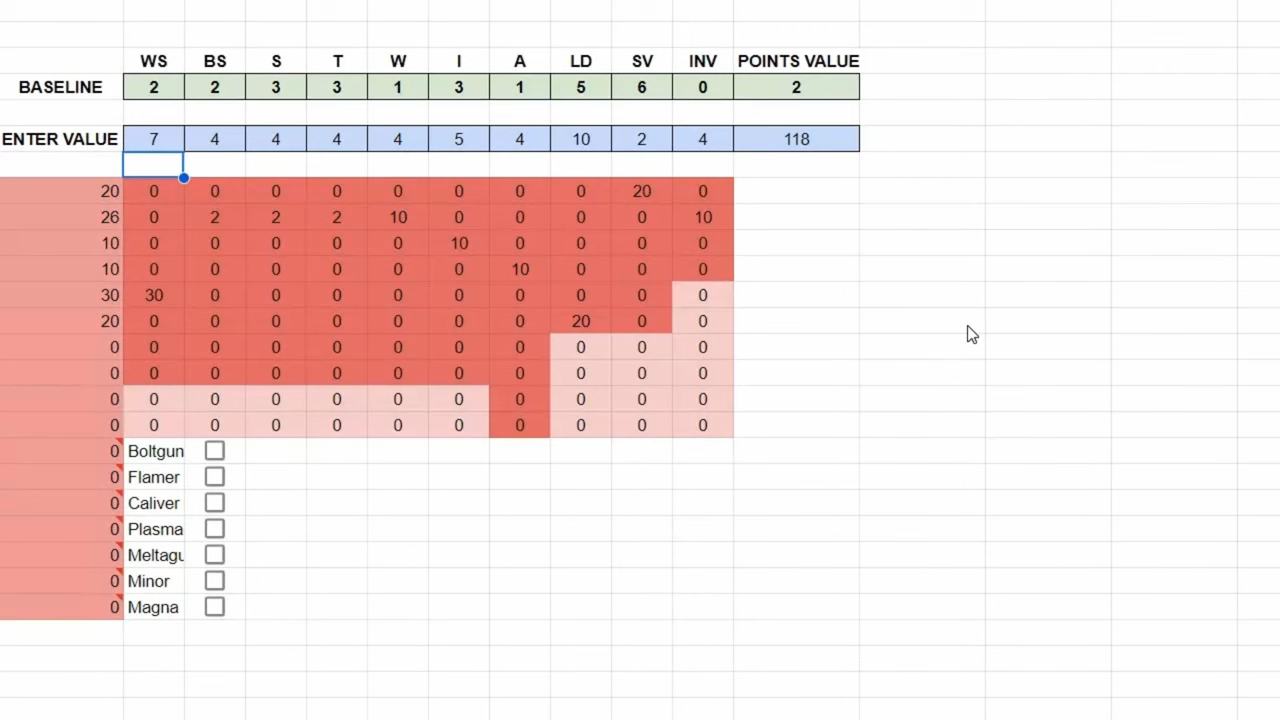 WS BS S T W I A LD SV INV POINTS VALUE
BASELINE 2 2 3 3 1 3 1 5 6 0 2
ENTER VALUE 7 4 4 4 4 5 4 10 2 4 118
20 0 0 0 0 0 0 0 0 20 0
26 0 2 2 2 10 0 0 0 0 10
10 0 0 0 0 0 10 0 0 0 0
10 0 0 0 0 0 0 10 0 0 0
30 30 0 0 0 0 0 0 0 0 0
20 0 0 0 0 0 0 0 20 0 0
0 0 0 0 0 0 0 0 0 0 0
0 0 0 0 0 0 0 0 0 0 0
0 0 0 0 0 0 0 0 0 0 0
0 0 0 0 0 0 0 0 0 0 0
0 Boltgun
0 Flamer
0 Caliver
0 Plasma
0 Meltagu
0 Minor
0 Magna